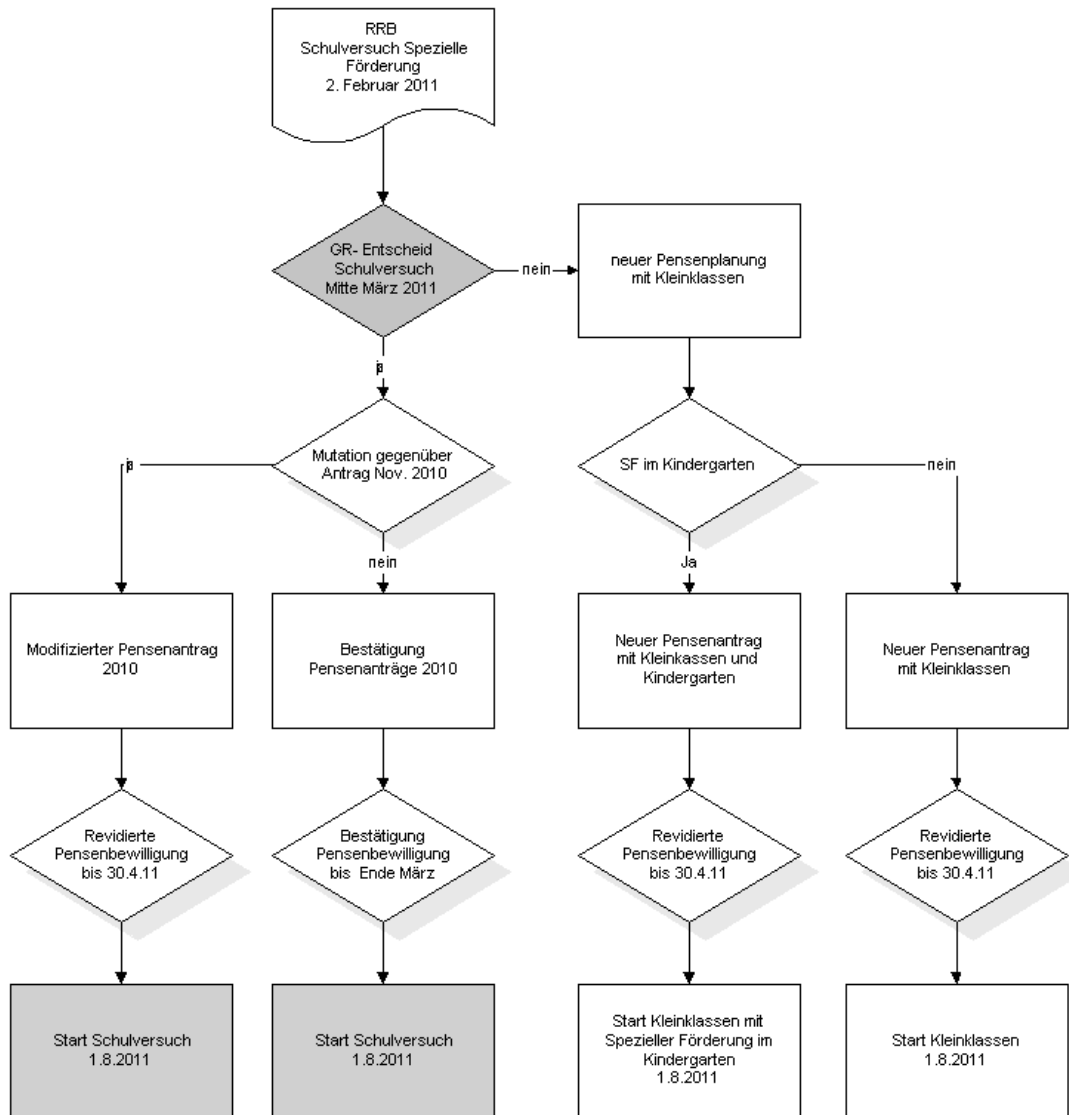 RRB
Schulversuch Spezielle
Förderung
2. Februar 2011
GR- Entscheid
Schulversuch
Mitte März 2011
nein
neuer Pensenplanung
mit Kleinklassen
ja
Mutation gegenüber
Antrag Nov. 2010
ja
SF im Kindergarten
nein
nein
Ja
Modifizierter Pensenantrag
2010
Bestätigung
Pensenanträge 2010
Neuer Pensenantrag
mit Kleinkassen und
Kindergarten
Neuer Pensenantrag
mit Kleinklassen
Revidierte
Pensenbewilligung
bis 30.4.11
Bestätigung
Pensenbewilligung
bis Ende März
Revidierte
Pensenbewilligung
bis 30.4.11
Revidierte
Pensenbewilligung
bis 30.4.11
Start Schulversuch
1.8.2011
Start Schulversuch
1.8.2011
Start Kleinklassen mit
Spezieller Förderung im
Kindergarten
1.8.2011
Start Kleinklassen
1.8.2011